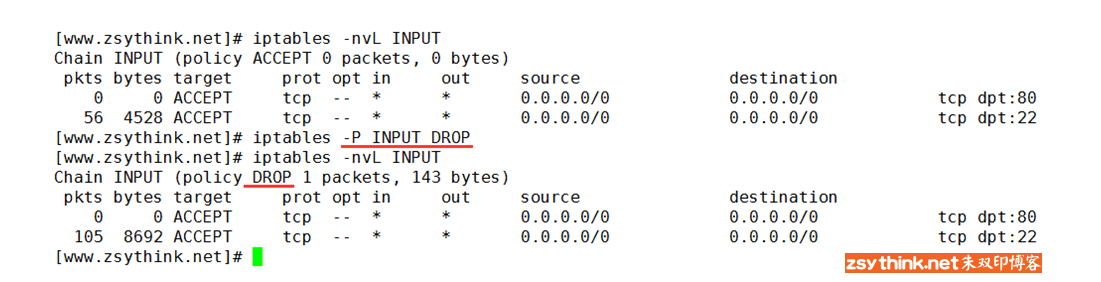 [www.zsythink.net]# iptables -nvL INPUT
Chain INPUT (policy ACCEPT 0 packets, 0 bytes)
pkts bytes target prot opt in out source destination
0 0 ACCEPT tcp -- * * 0.0.0.0/0 0.0.0.0/0 tcp dpt:80
56 4528 ACCEPT tcp -- * * 0.0.0.0/0 0.0.0.0/0 tcp dpt:22
[www.zsythink.net]# iptables -P INPUT DROP
[www.zsythink.net]# iptables -nvL INPUT
Chain INPUT (policy DROP 1 packets, 143 bytes)
pkts bytes target prot opt in out source destination
0 0 ACCEPT tcp -- * * 0.0.0.0/0 0.0.0.0/0 tcp dpt:80
105 8692 ACCEPT tcp -- * * 0.0.0.0/0 0.0.0.0/0 tcp dpt:22
[www.zsythink.net]#
zsythink.net朱双印博客